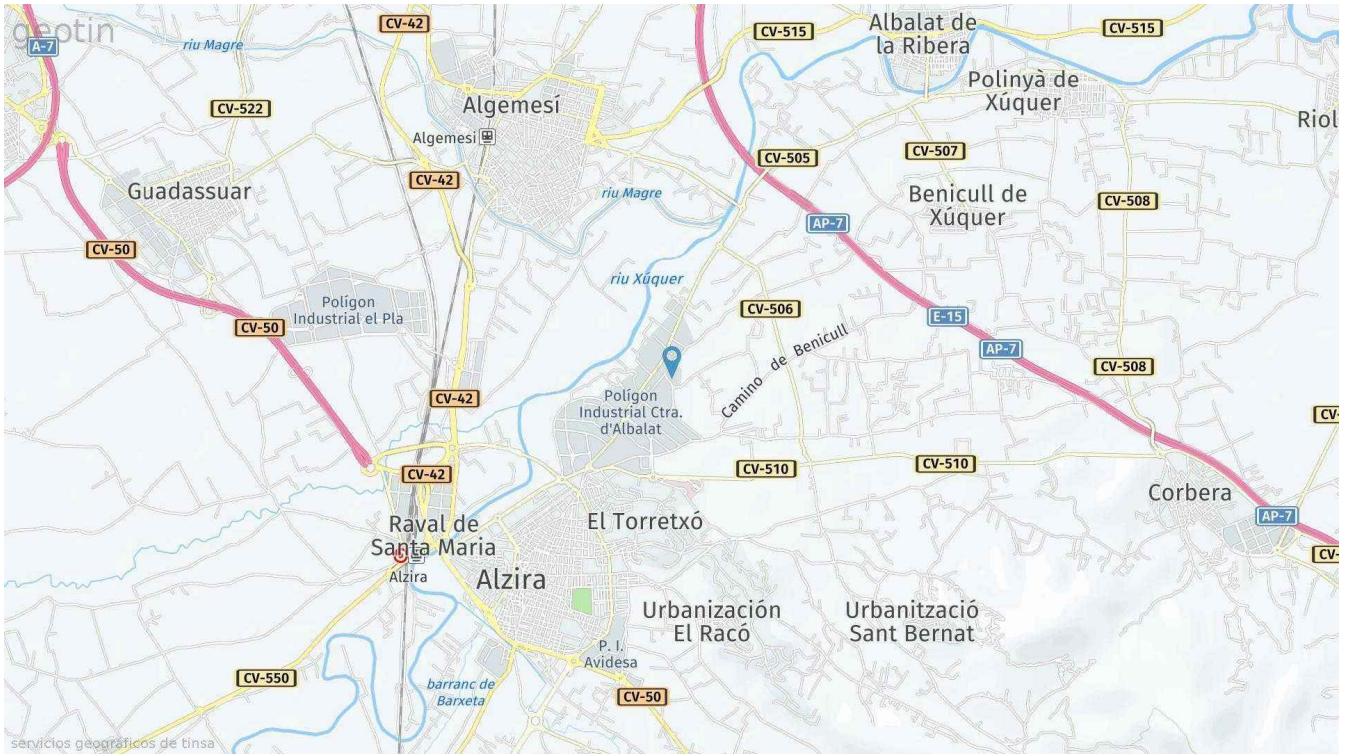 geotin
A-7
CV-42
riu Magre
CV-515
Albalat de
la Ribera
CV-515
CV-522
Algemesí
Polinyà de
Xúquer
Riol
Algemesi
CV-505
CV-507
Guadassuar
CV-42
riu Magre
Benicull de
Xúquer
CV-508
AP-7
CV-50
riu Xúquer
Polígon
Industrial el Pla
CV-506
E-15
CV-50
AP-7
Camino de Benicull
CV-508
CV-42
Polígon
Industrial Ctra.
d'Albalat
CV-
CV-42
CV-510
CV-510
Corbera
AP-7
Raval de
Santa Maria
El Torretxó
CV-
Alzira
Alzira
Urbanización
El Racó
Urbanització
Sant Bernat
P. I.
Avidesa
CV-550
barranc de
Barxeta
CV-50
servicios geográficos de tinsa